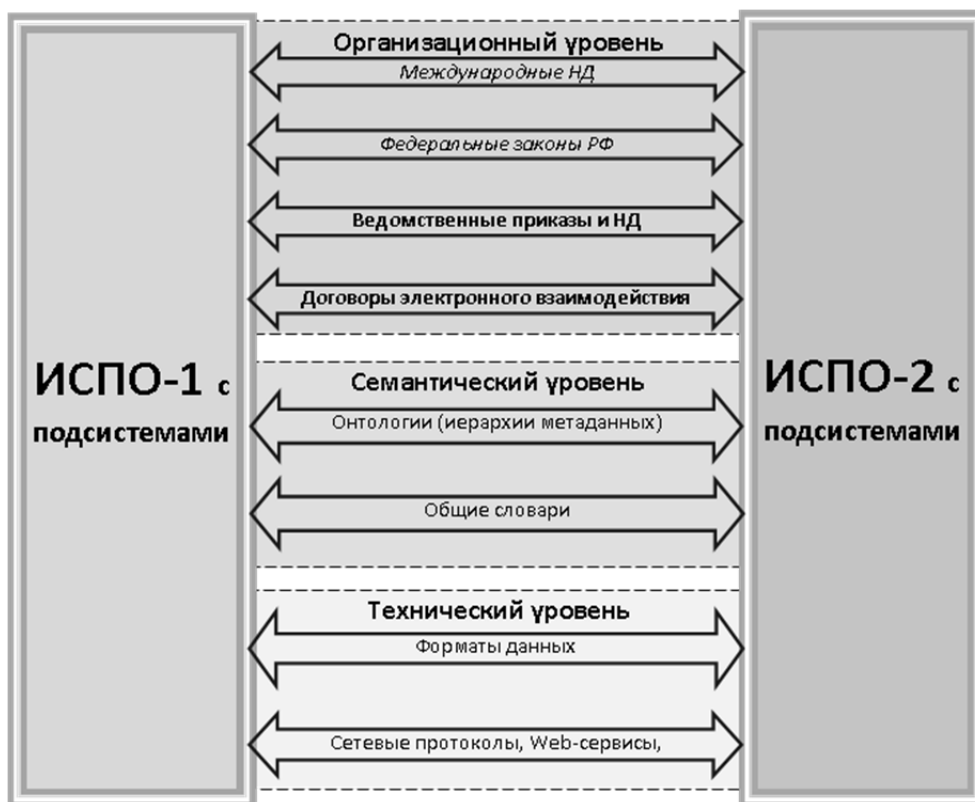 Организационный уровень
Международные НД
Федеральные законы РФ
Ведомственные приказы и НД
Договоры электронного взаимодействия
ИСПО-1 с
подсистемами
Семантический уровень
Онтологии (иерархии метаданных)
Общие словари
ИСПО-2 с
подсистемами
Технический уровень
Форматы данных
Сетевые протоколы, Web-сервисы,